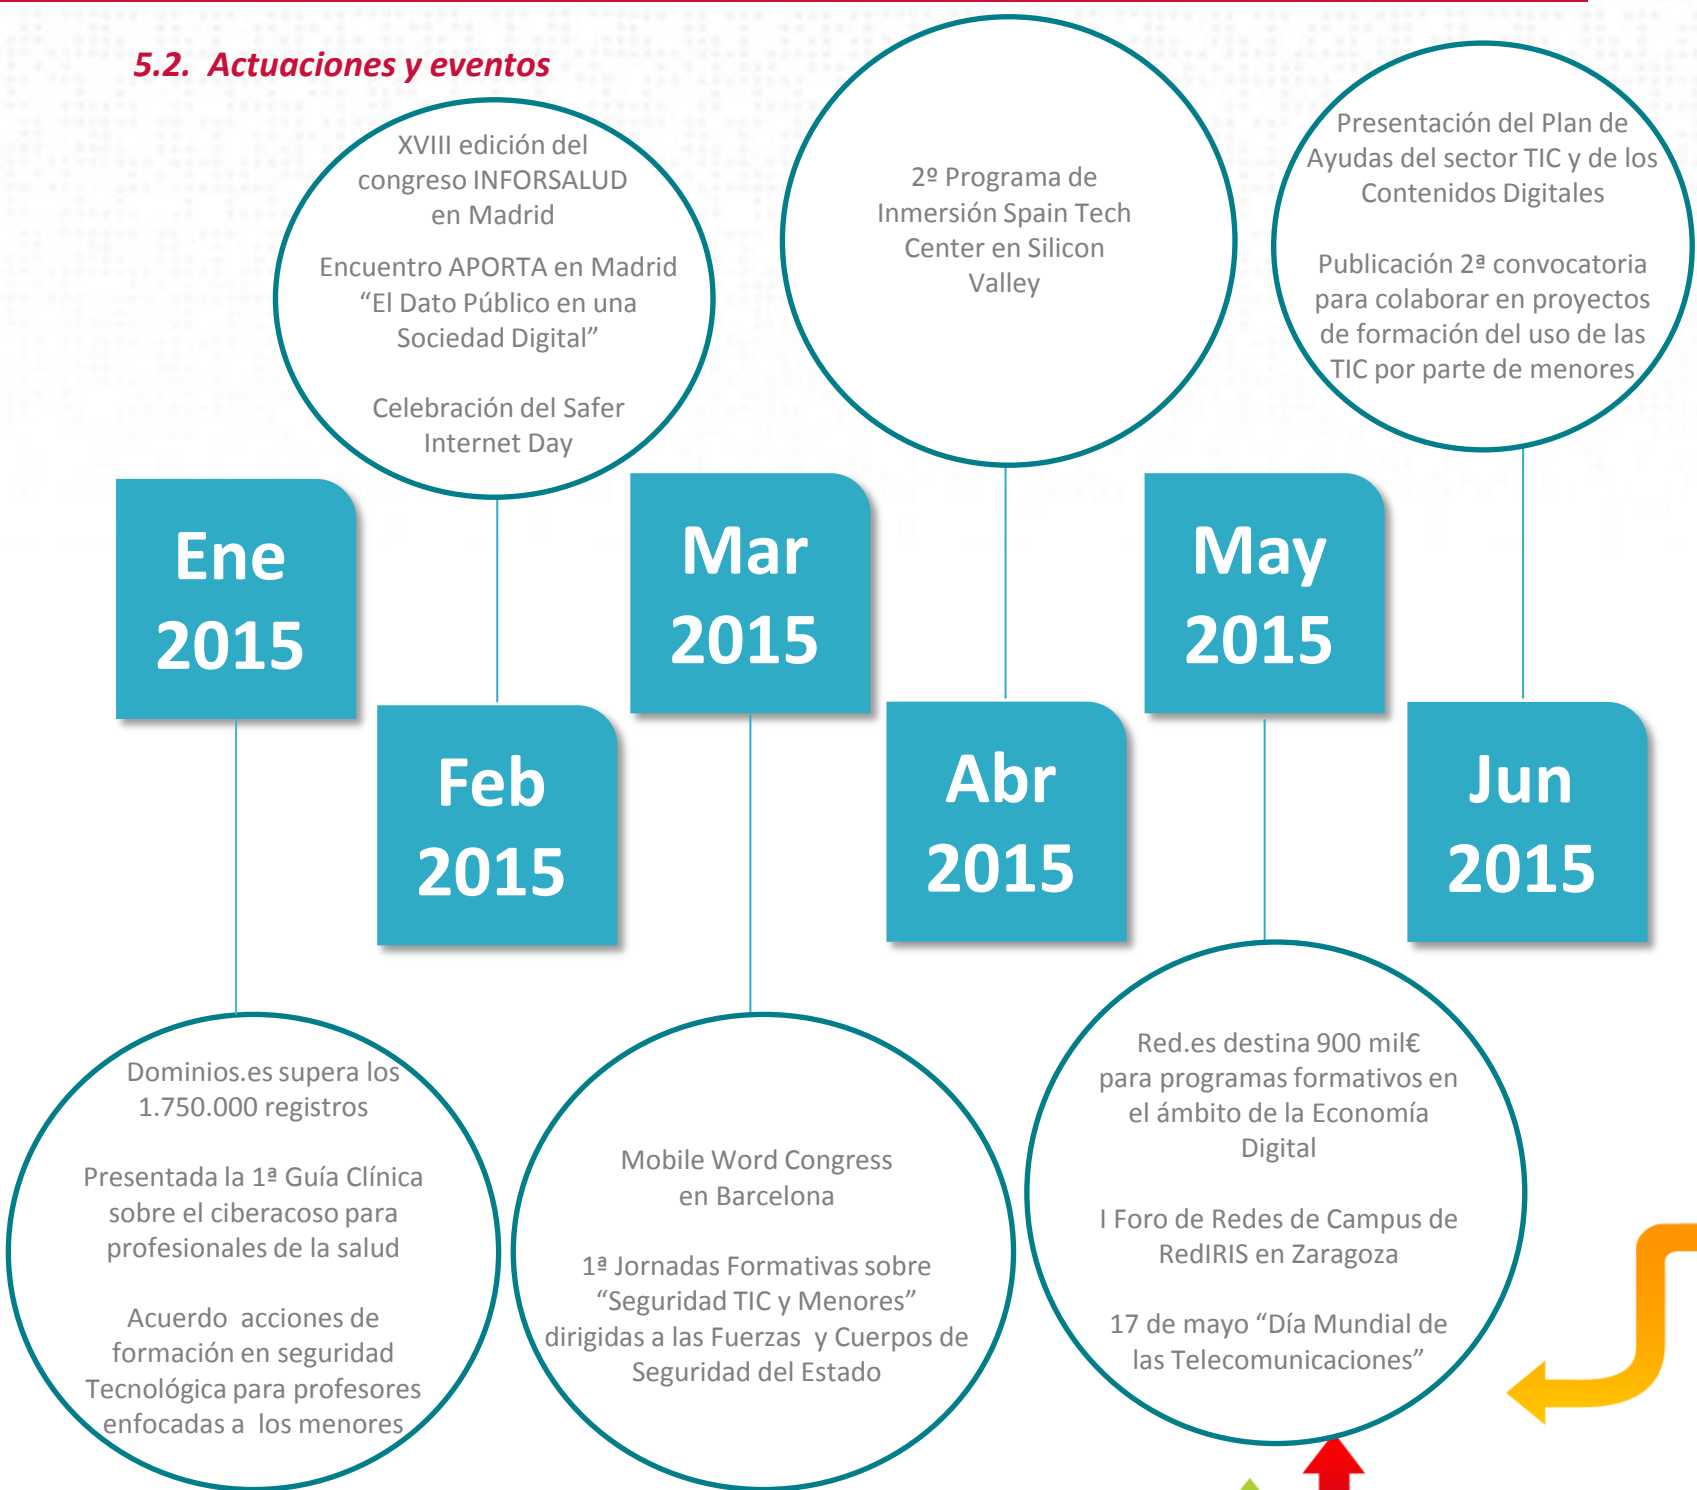 5.2. Actuaciones y eventos
XVIII edición del
congreso INFORSALUD
en Madrid
Encuentro APORTA en Madrid
“El Dato Público en una
Sociedad Digital”
Celebración del Safer
Internet Day
2º Programa de
Inmersión Spain Tech
Center en Silicon
Valley
Presentación del Plan de
Ayudas del sector TIC y de los
Contenidos Digitales
Publicación 2ª convocatoria
para colaborar en proyectos
de formación del uso de las
TIC por parte de menores
Ene
2015
Feb
2015
Mar
2015
Abr
2015
May
2015
Jun
2015
Dominios.es supera los
1.750.000 registros
Presentada la 1ª Guía Clínica
sobre el ciberacoso para
profesionales de la salud
Acuerdo acciones de
formación en seguridad
Tecnológica para profesores
enfocadas a los menores
Mobile Word Congress
en Barcelona
1ª Jornadas Formativas sobre
“Seguridad TIC y Menores”
dirigidas a las Fuerzas y Cuerpos de
Seguridad del Estado
Red.es destina 900 mil€
para programas formativos en
el ámbito de la Economía
Digital
I Foro de Redes de Campus de
RedIRIS en Zaragoza
17 de mayo “Día Mundial de
las Telecomunicaciones”